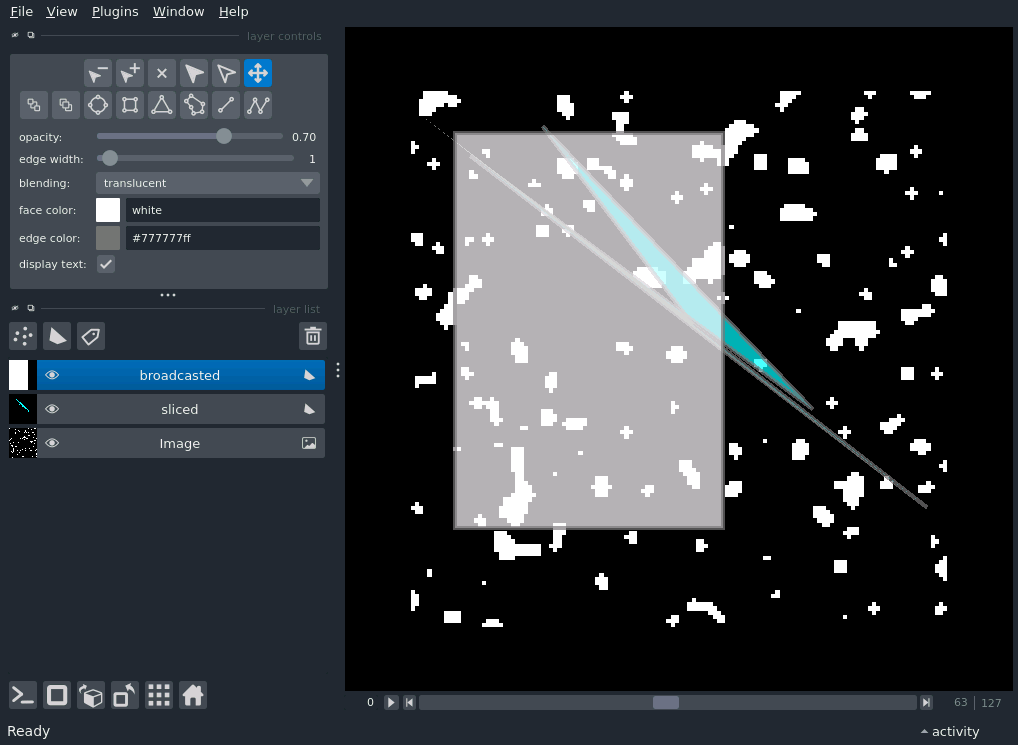 File View Plugins Window Help
layer controls
opacity: 0.70
edge width: 1
blending: translucent
face color: white
edge color: #777777ff
display text:
layer list
broadcasted
sliced
Image
0 63 | 127
Ready activity